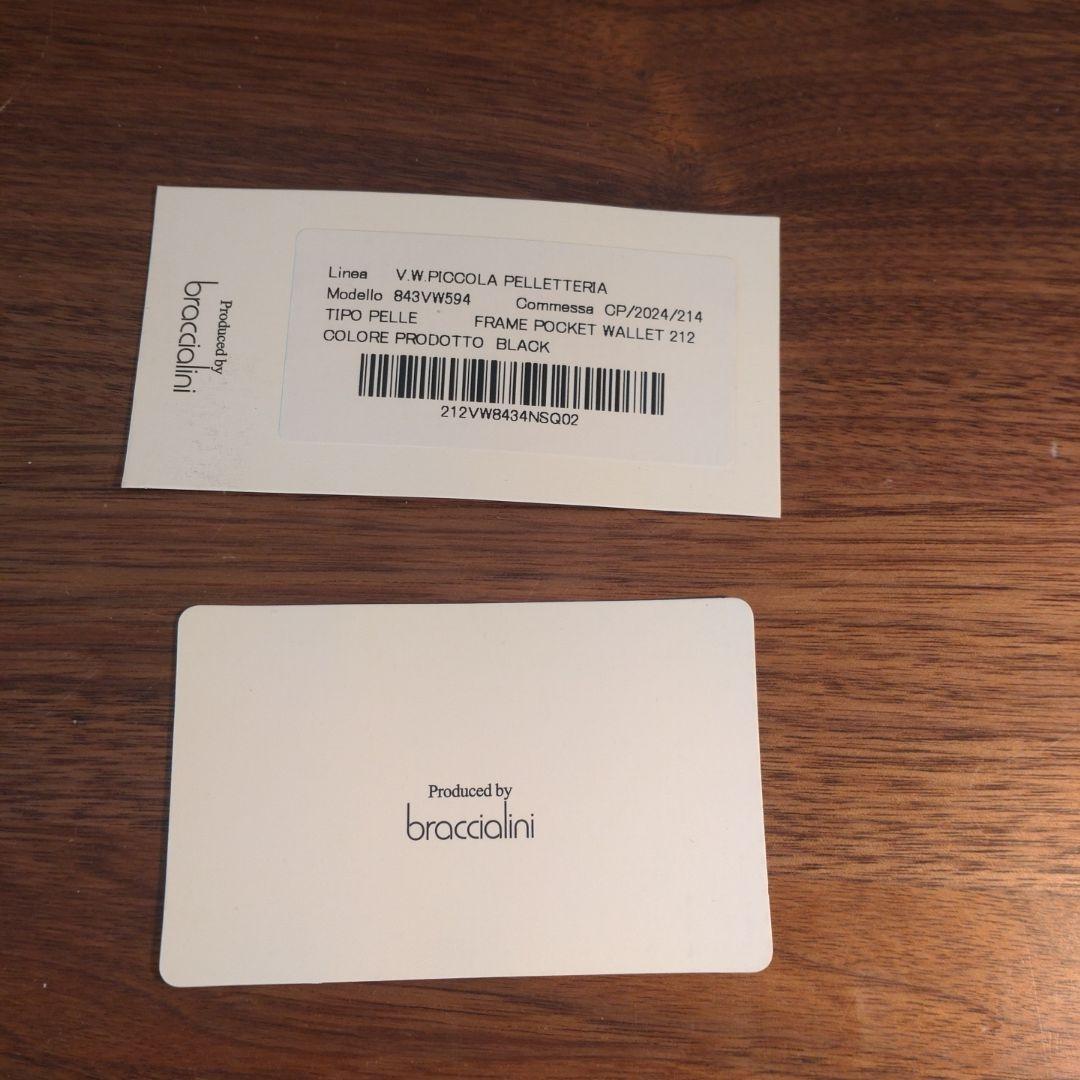 Produced by
braccialini
Linea V.W.PICCOLA PELLETTERIA
Modello 843VW594 Commessa CP/2024/214
TIPO PELLE FRAME POCKET WALLET 212
COLORE PRODOTTO BLACK
212VW8434NSQ02
Produced by
braccialini